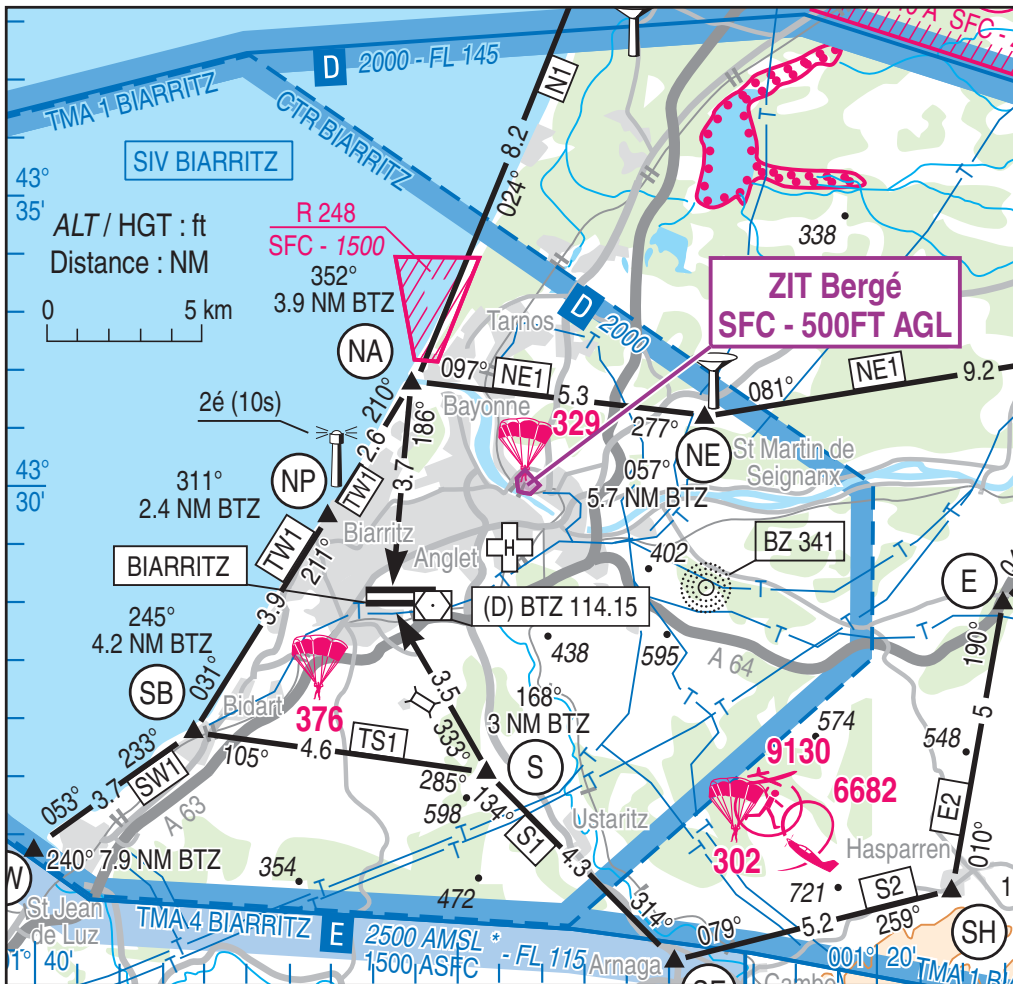 D 2000 - FL 145
TMA 1 BIARRITZ
CTR BIARRITZ
SIV BIARRITZ
43°
35'
ALT / HGT : ft
Distance : NM
0 5 km
N1
8.2
024°
R 248
SFC - 1500
352°
3.9 NM BTZ
NA
338
ZIT Bergé
SFC - 500FT AGL
D 2000
Tarnos
097°
NE1
5.3
277°
081°
NE1
9.2
NE
Bayonne
329
St Martin de
Seignanx
057°
5.7 NM BTZ
2é (10s)
210°
2.6
TW1
186°
3.7
43°
30'
NP
311°
2.4 NM BTZ
TW1
211°
3.9
031°
Biarritz
Anglet
H
402
BZ 341
BIARRITZ
(D) BTZ 114.15
E
245°
4.2 NM BTZ
SB
Bidart
376
438
595
A 64
190°
5
010°
E2
3.5
333°
168°
3 NM BTZ
S
105°
4.6
TS1
285°
598
134°
S1
4.3
314°
233°
3.7
SW1
053°
A 63
574
548
9130
6682
302
Ustaritz
Hasparren
240° 7.9 NM BTZ
W
354
472
721
S2
079°
5.2
259°
SH
St Jean
de Luz
TMA 4 BIARRITZ
E 2500 AMSL * - FL 115
1500 ASFC
Arnaga
001° 20'
40'